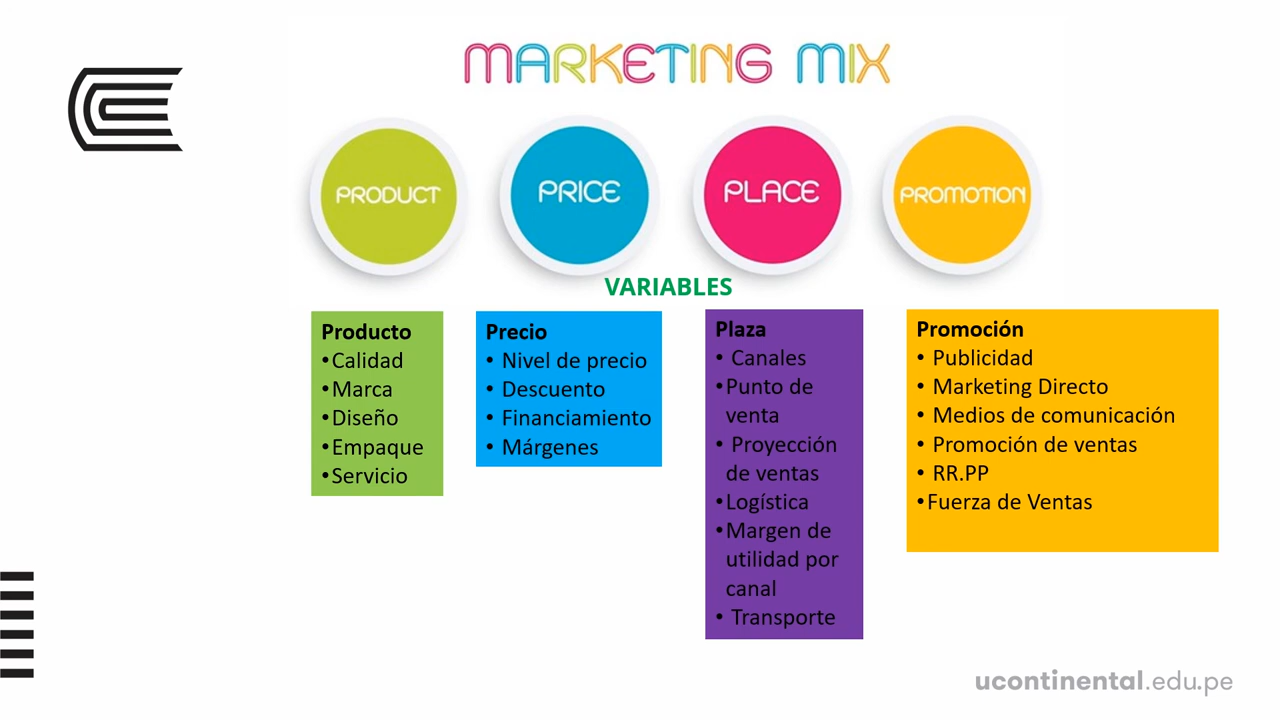 MARKETING MIX
PRODUCT
PRICE
PLACE
PROMOTION
VARIABLES
Producto
•Calidad
•Marca
•Diseño
•Empaque
•Servicio
Precio
• Nivel de precio
• Descuento
• Financiamiento
• Márgenes
Plaza
• Canales
•Punto de
venta
• Proyección
de ventas
•Logística
•Margen de
utilidad por
canal
• Transporte
Promoción
• Publicidad
• Marketing Directo
• Medios de comunicación
• Promoción de ventas
• RR.PP
•Fuerza de Ventas
ucontinental.edu.pe